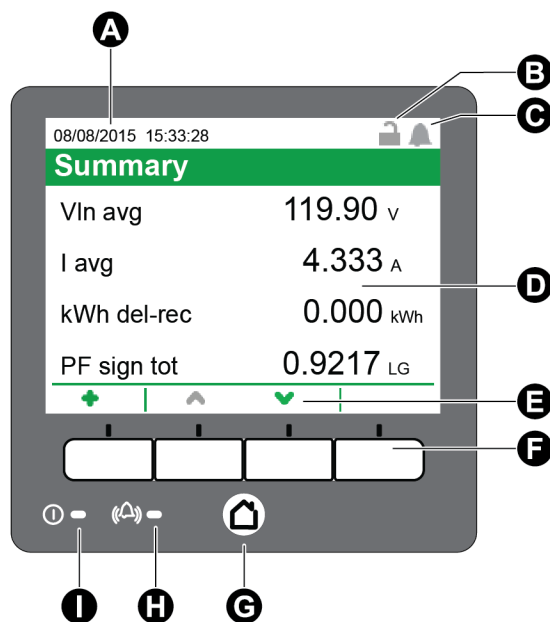 A
B
C
08/08/2015 15:33:28
Summary
Vln avg 119.90 V
I avg 4.333 A
D
kWh del-rec 0.000 kWh
PF sign tot 0.9217 LG
E
F
I
H
G